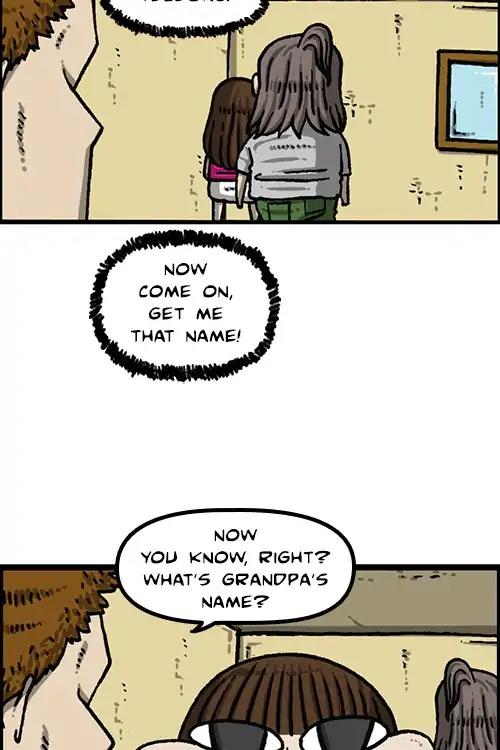 NOW
COME ON,
GET ME
THAT NAME!
NOW
YOU KNOW, RIGHT?
WHAT'S GRANDPA'S
NAME?